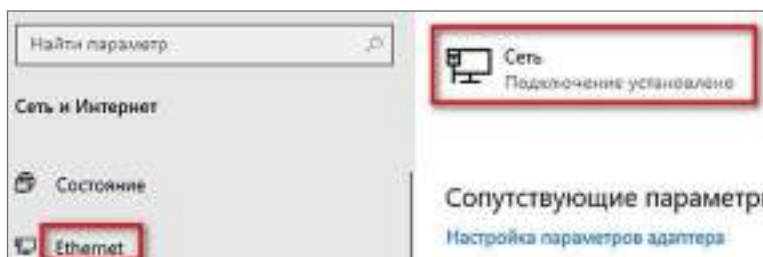 Найти параметр
Сеть и Интернет
Состояние
Ethernet
Сеть
Подключение установлено
Сопутствующие параметры
Настройка параметров адаптера